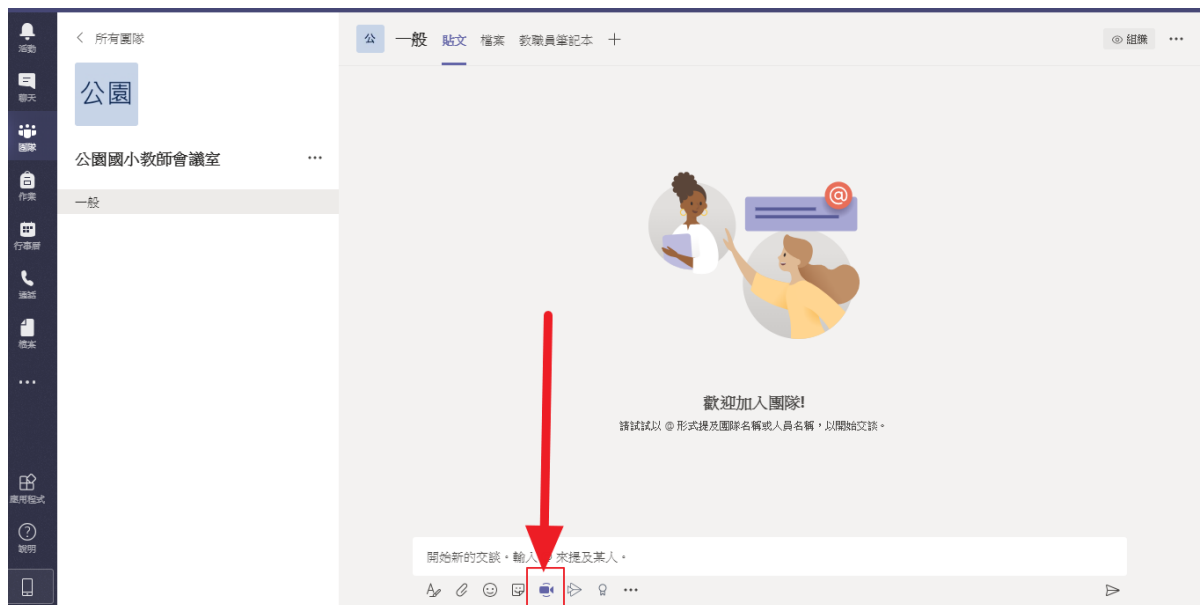 活動
聊天
團隊
作業
行事曆
通話
檔案
應用程式
說明
所有團隊
公園
公園國小教師會議室
一般
公 一般 貼文 檔案 教職員筆記本
組織
@
歡迎加入團隊!
請試試以 @ 形式提及團隊名稱或人員名稱,以開始交談。
開始新的交談。輸入 來提及某人。